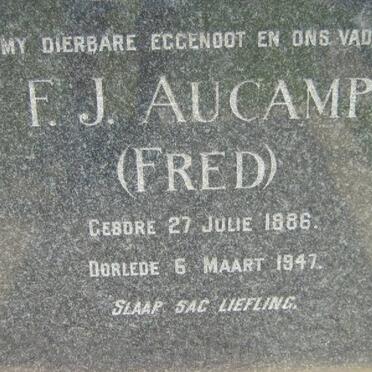 MY DIERBARE EGGENOOT EN ONS VAD
F. J. AUCAMP
(FRED)
GEBORE 27 JULIE 1886.
OORLEDE 6 MAART 1947.
SLAAP SAG LIEFLING.